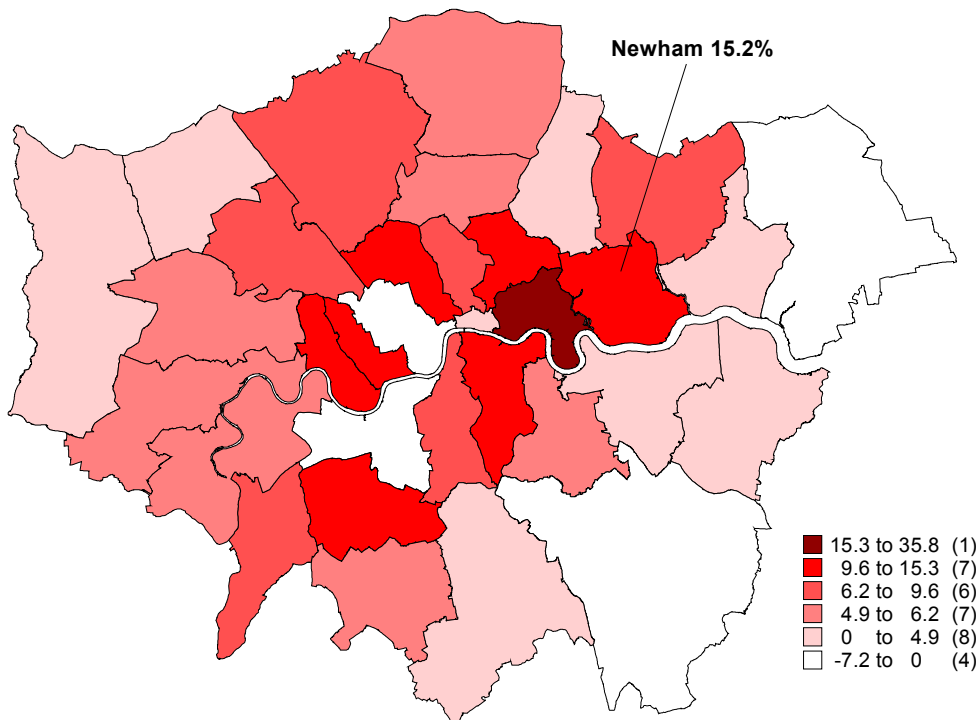 Newham 15.2%
15.3 to 35.8 (1)
9.6 to 15.3 (7)
6.2 to 9.6 (6)
4.9 to 6.2 (7)
0 to 4.9 (8)
-7.2 to 0 (4)